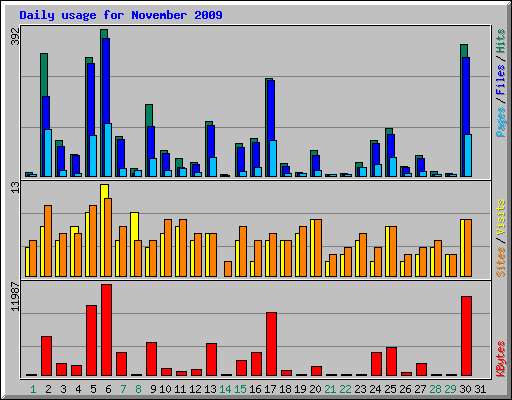 Daily usage for November 2009
392
Pages / Files / Hits
13
Sites / Visits
11987
KBytes
1 2 3 4 5 6 7 8 9 10 11 12 13 14 15 16 17 18 19 20 21 22 23 24 25 26 27 28 29 30 31